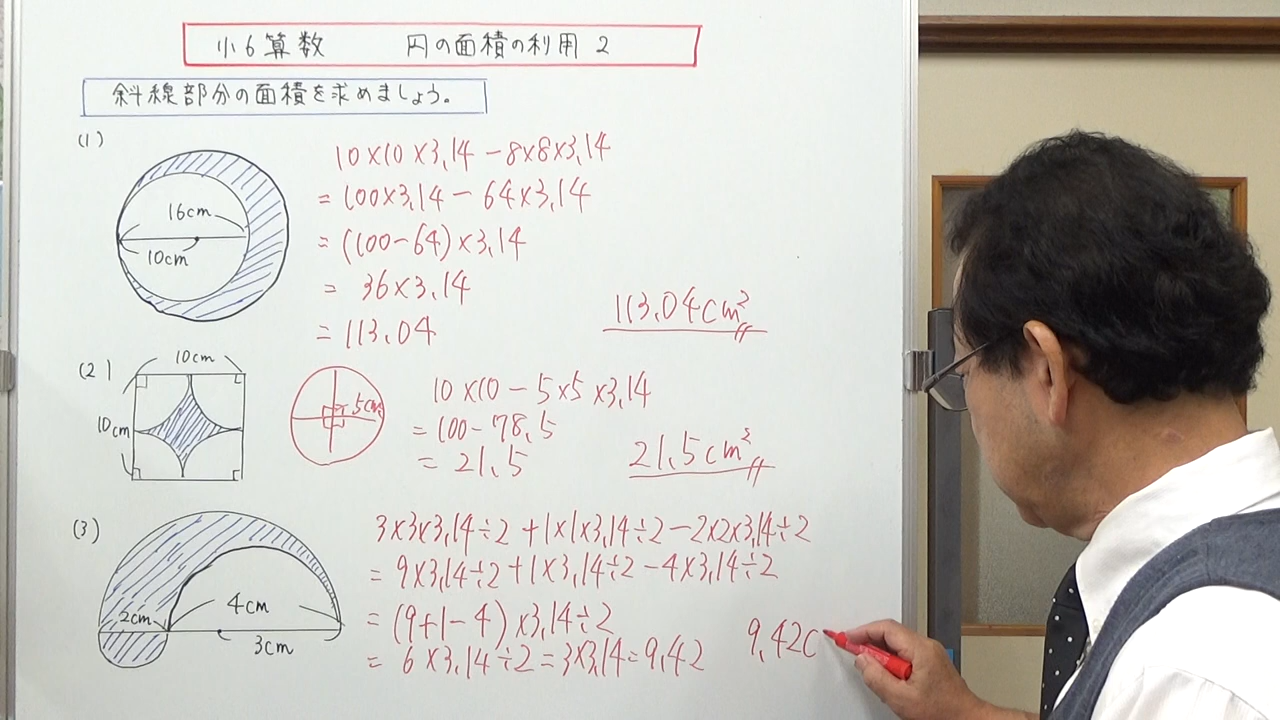 小6算数 円の面積の利用 2
斜線部分の面積を求めましょう。
(1)
16cm
10cm
10×10×3.14-8×8×3.14
=100×3.14-64×3.14
=(100-64)×3.14
= 36×3.14
=113.04
113.04cm²
(2)
10cm
10cm
5cm
10×10-5×5×3.14
=100-78.5
= 21.5
21.5cm²
(3)
2cm
4cm
3cm
3×3×3.14÷2+1×1×3.14÷2-2×2×3.14÷2
=9×3.14÷2+1×3.14÷2-4×3.14÷2
=(9+1-4)×3.14÷2
= 6×3.14÷2=3×3.14=9.42
9.42c